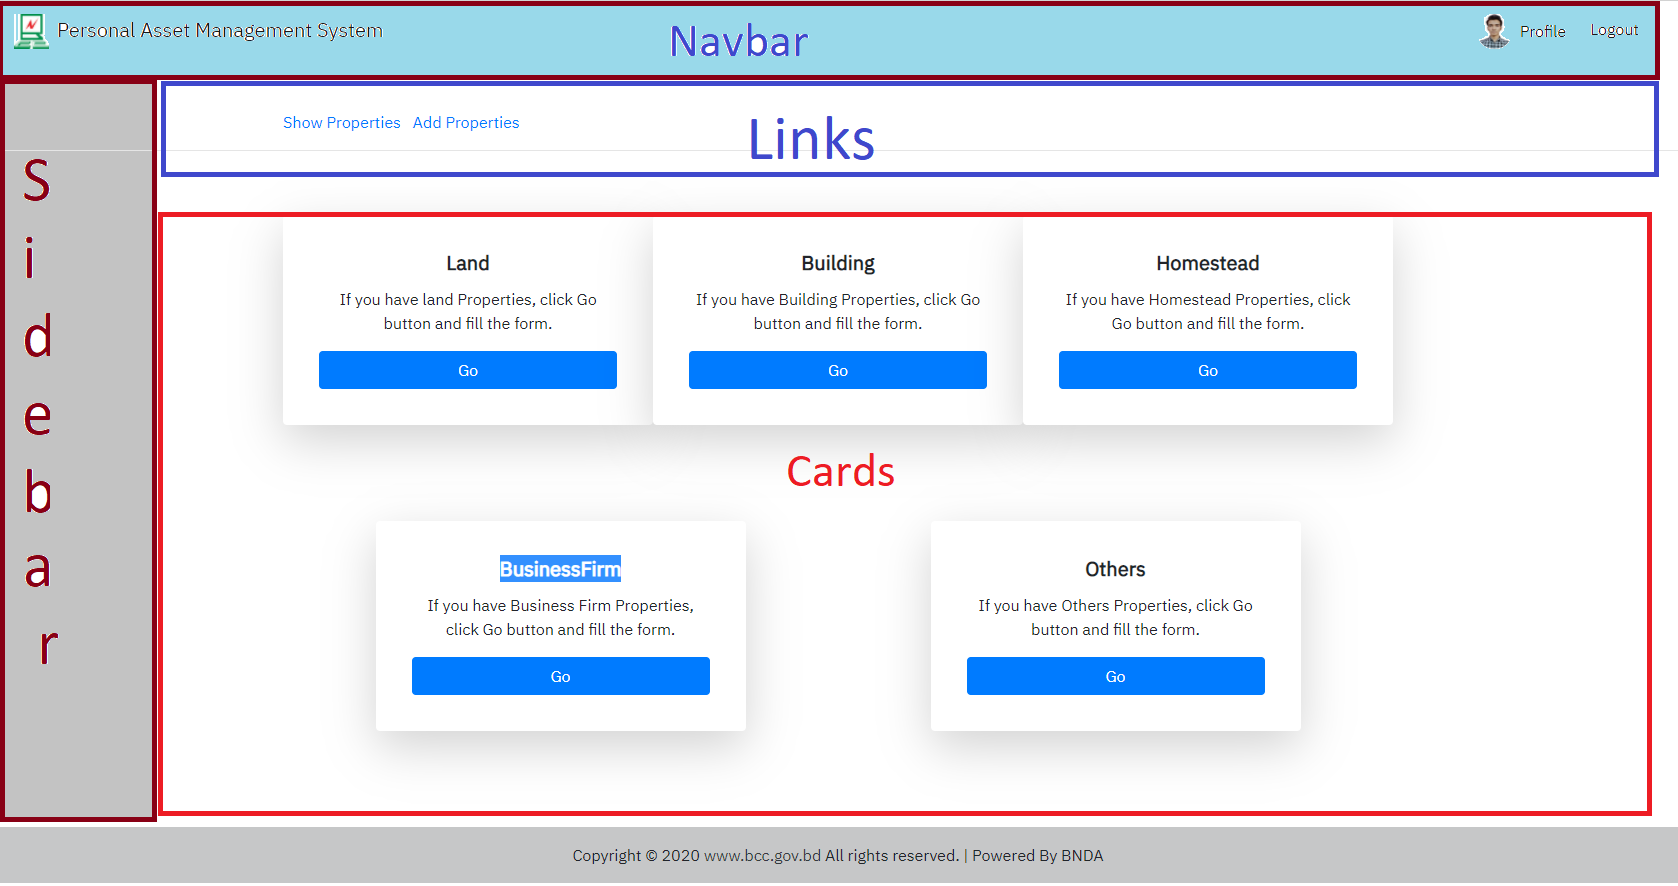 Personal Asset Management System
Navbar
Profile
Logout
Sidebar
Show Properties
Add Properties
Links
Land
If you have land Properties, click Go
button and fill the form.
Go
Building
If you have Building Properties, click Go
button and fill the form.
Go
Homestead
If you have Homestead Properties, click
Go button and fill the form.
Go
Cards
BusinessFirm
If you have Business Firm Properties,
click Go button and fill the form.
Go
Others
If you have Others Properties, click Go
button and fill the form.
Go
Copyright © 2020 www.bcc.gov.bd All rights reserved. | Powered By BNDA